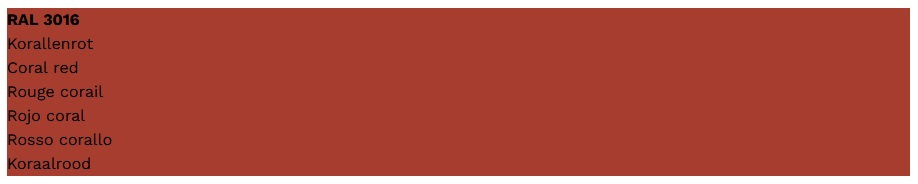 RAL 3016
Korallenrot
Coral red
Rouge corail
Rojo coral
Rosso corallo
Koraalrood